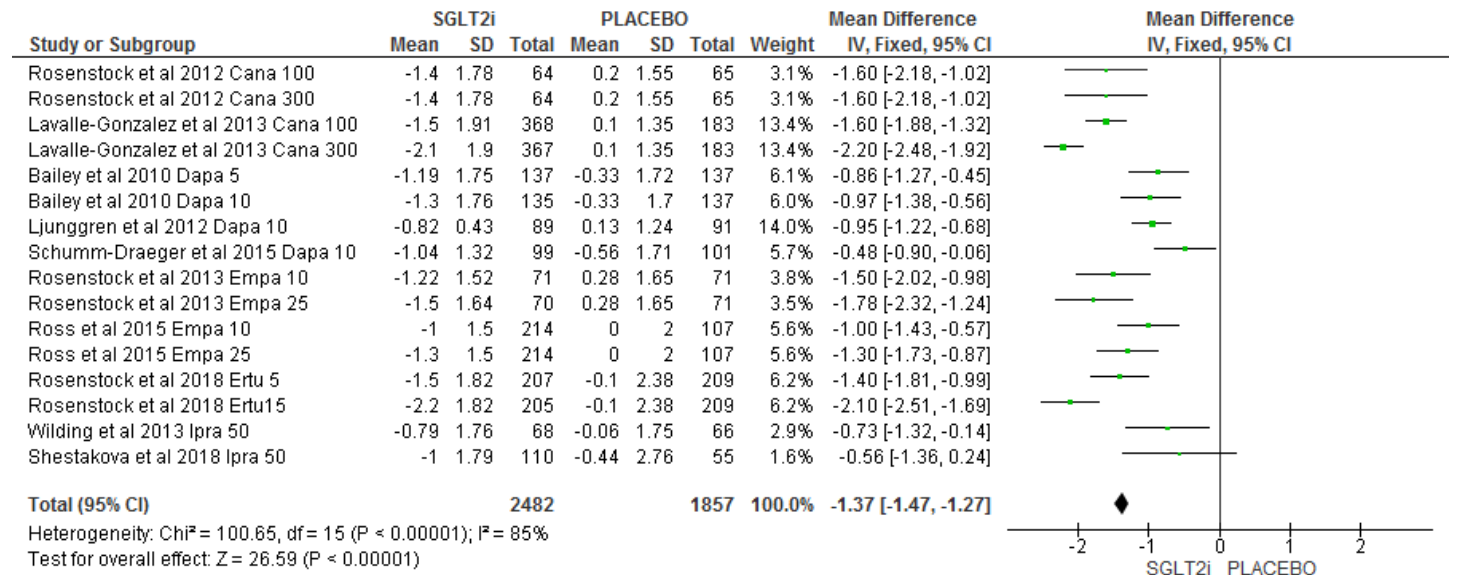 SGLT2i PLACEBO Mean Difference Mean Difference
Study or Subgroup Mean SD Total Mean SD Total Weight IV, Fixed, 95% CI IV, Fixed, 95% CI
Rosenstock et al 2012 Cana 100 -1.4 1.78 64 0.2 1.55 65 3.1% -1.60 [-2.18, -1.02]
Rosenstock et al 2012 Cana 300 -1.4 1.78 64 0.2 1.55 65 3.1% -1.60 [-2.18, -1.02]
Lavalle-Gonzalez et al 2013 Cana 100 -1.5 1.91 368 0.1 1.35 183 13.4% -1.60 [-1.88, -1.32]
Lavalle-Gonzalez et al 2013 Cana 300 -2.1 1.9 367 0.1 1.35 183 13.4% -2.20 [-2.48, -1.92]
Bailey et al 2010 Dapa 5 -1.19 1.75 137 -0.33 1.72 137 6.1% -0.86 [-1.27, -0.45]
Bailey et al 2010 Dapa 10 -1.3 1.76 135 -0.33 1.7 137 6.0% -0.97 [-1.38, -0.56]
Ljunggren et al 2012 Dapa 10 -0.82 0.43 89 0.13 1.24 91 14.0% -0.95 [-1.22, -0.68]
Schumm-Draeger et al 2015 Dapa 10 -1.04 1.32 99 -0.56 1.71 101 5.7% -0.48 [-0.90, -0.06]
Rosenstock et al 2013 Empa 10 -1.22 1.52 71 0.28 1.65 71 3.8% -1.50 [-2.02, -0.98]
Rosenstock et al 2013 Empa 25 -1.5 1.64 70 0.28 1.65 71 3.5% -1.78 [-2.32, -1.24]
Ross et al 2015 Empa 10 -1 1.5 214 0 2 107 5.6% -1.00 [-1.43, -0.57]
Ross et al 2015 Empa 25 -1.3 1.5 214 0 2 107 5.6% -1.30 [-1.73, -0.87]
Rosenstock et al 2018 Ertu 5 -1.5 1.82 207 -0.1 2.38 209 6.2% -1.40 [-1.81, -0.99]
Rosenstock et al 2018 Ertu15 -2.2 1.82 205 -0.1 2.38 209 6.2% -2.10 [-2.51, -1.69]
Wilding et al 2013 Ipra 50 -0.79 1.76 68 -0.06 1.75 66 2.9% -0.73 [-1.32, -0.14]
Shestakova et al 2018 Ipra 50 -1 1.79 110 -0.44 2.76 55 1.6% -0.56 [-1.36, 0.24]
Total (95% CI) 2482 1857 100.0% -1.37 [-1.47, -1.27]
Heterogeneity: Chi² = 100.65, df = 15 (P < 0.00001); I² = 85%
Test for overall effect: Z = 26.59 (P < 0.00001)
-2 -1 0 1 2
SGLT2i PLACEBO